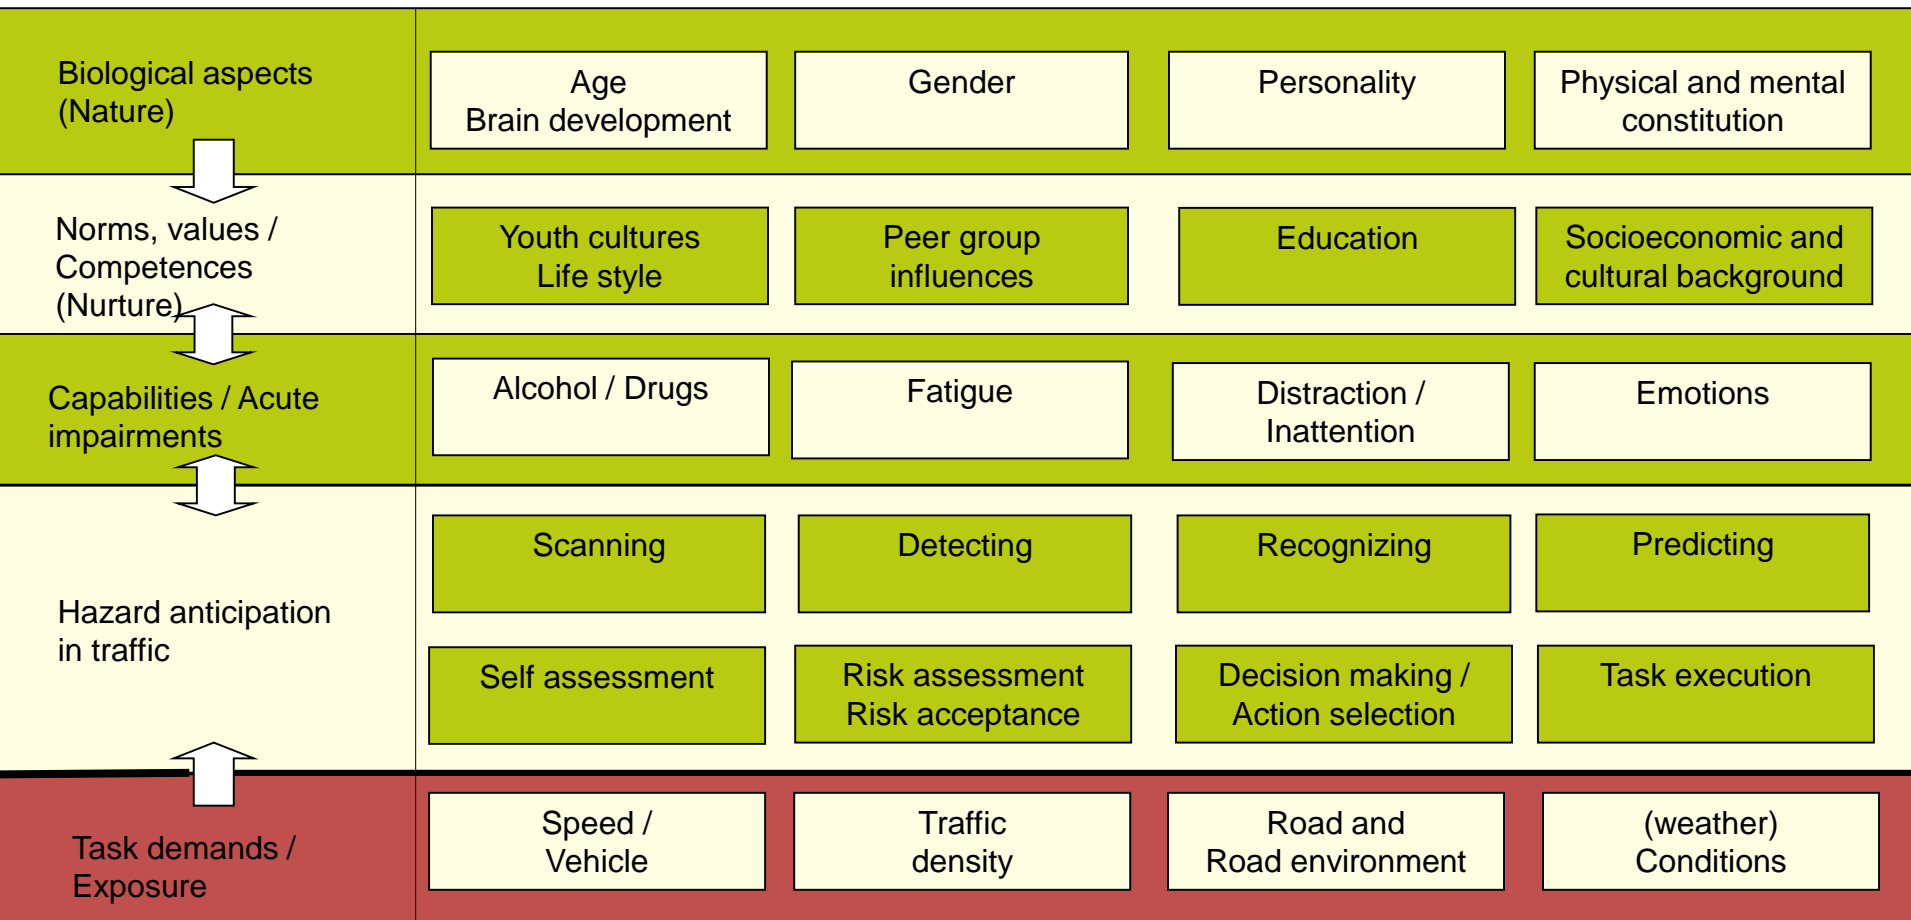 Biological aspects
(Nature)
Age
Brain development
Gender
Personality
Physical and mental
constitution
Norms, values /
Competences
(Nurture)
Youth cultures
Life style
Peer group
influences
Education
Socioeconomic and
cultural background
Capabilities / Acute
impairments
Alcohol / Drugs
Fatigue
Distraction /
Inattention
Emotions
Hazard anticipation
in traffic
Scanning
Detecting
Recognizing
Predicting
Self assessment
Risk assessment
Risk acceptance
Decision making /
Action selection
Task execution
Task demands /
Exposure
Speed /
Vehicle
Traffic
density
Road and
Road environment
(weather)
Conditions